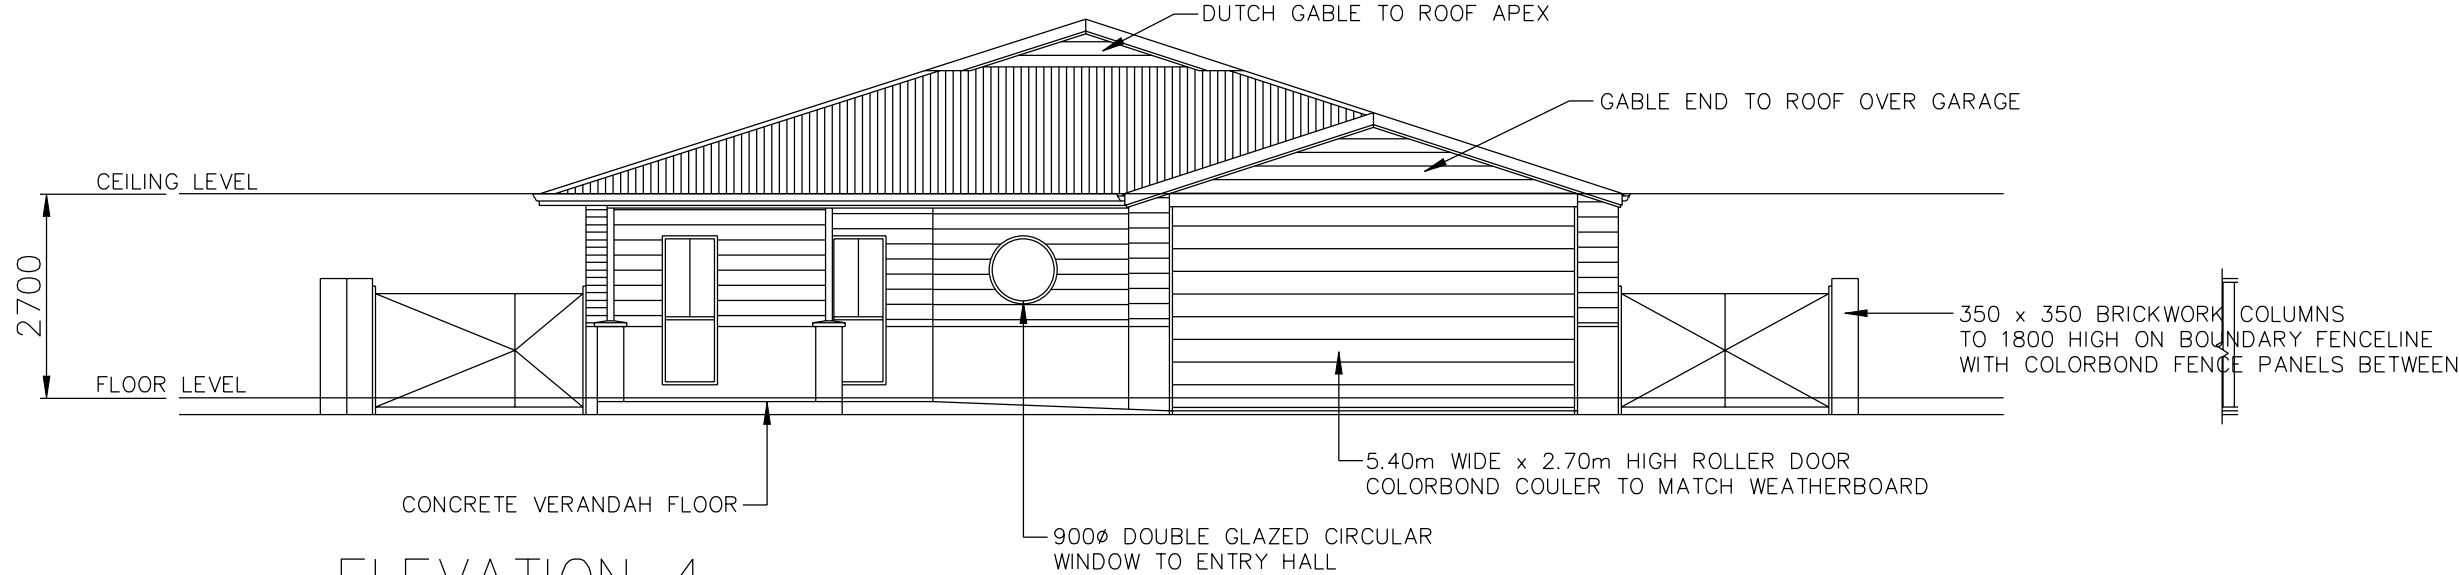 DUTCH GABLE TO ROOF APEX
GABLE END TO ROOF OVER GARAGE
CEILING LEVEL
2700
350 x 350 BRICKWORK COLUMNS
TO 1800 HIGH ON BOUNDARY FENCELINE
WITH COLORBOND FENCE PANELS BETWEEN
FLOOR LEVEL
5.40m WIDE x 2.70m HIGH ROLLER DOOR
COLORBOND COULER TO MATCH WEATHERBOARD
CONCRETE VERANDAH FLOOR
900ø DOUBLE GLAZED CIRCULAR
WINDOW TO ENTRY HALL
ELEVATION 4